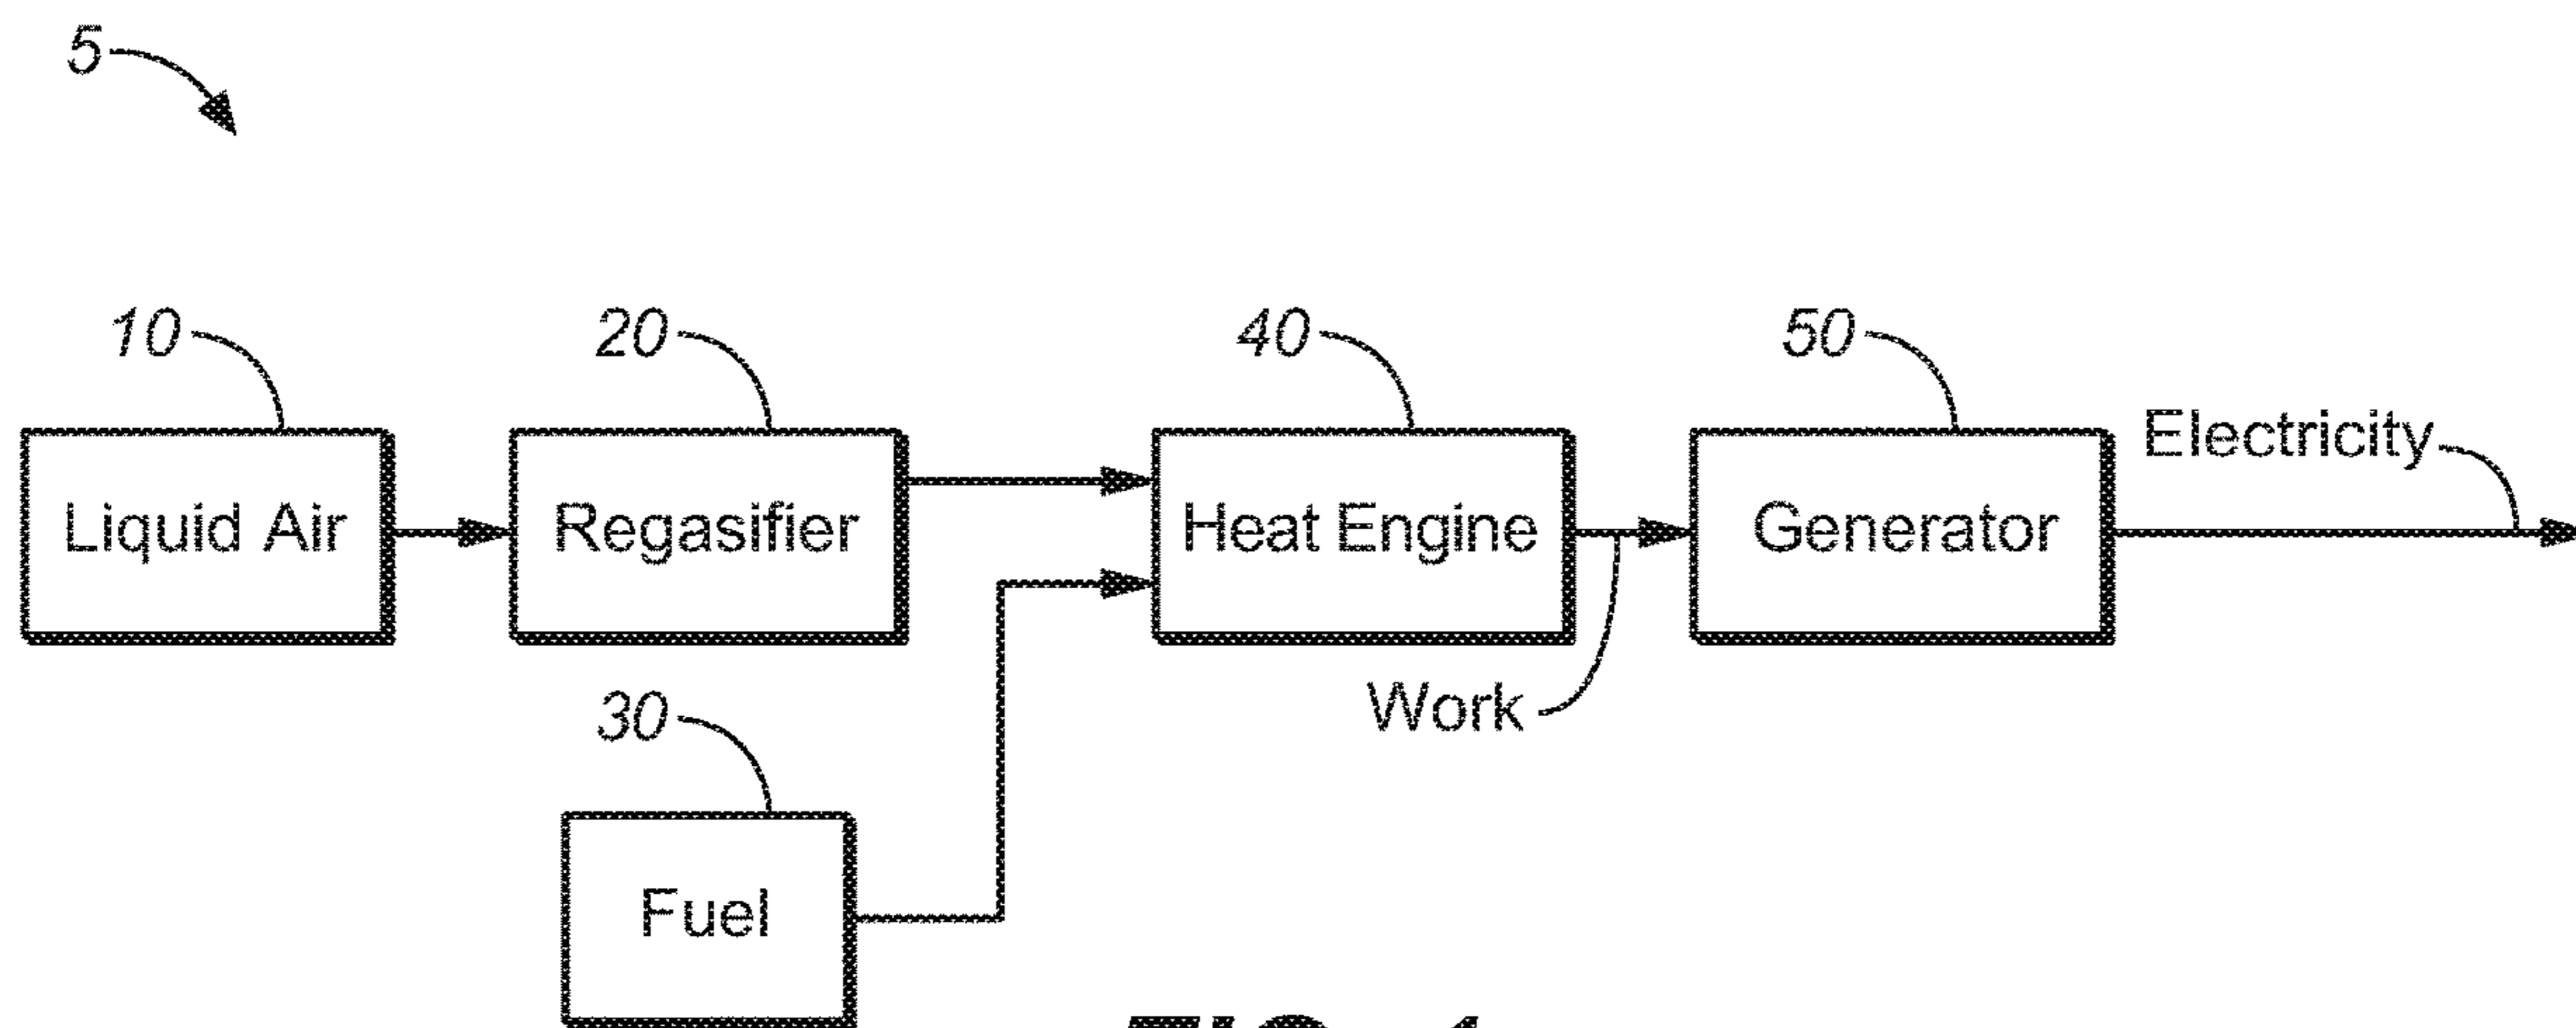 5
10
20
40
50
Electricity
Liquid Air
Regasifier
Heat Engine
Generator
30
Work
Fuel